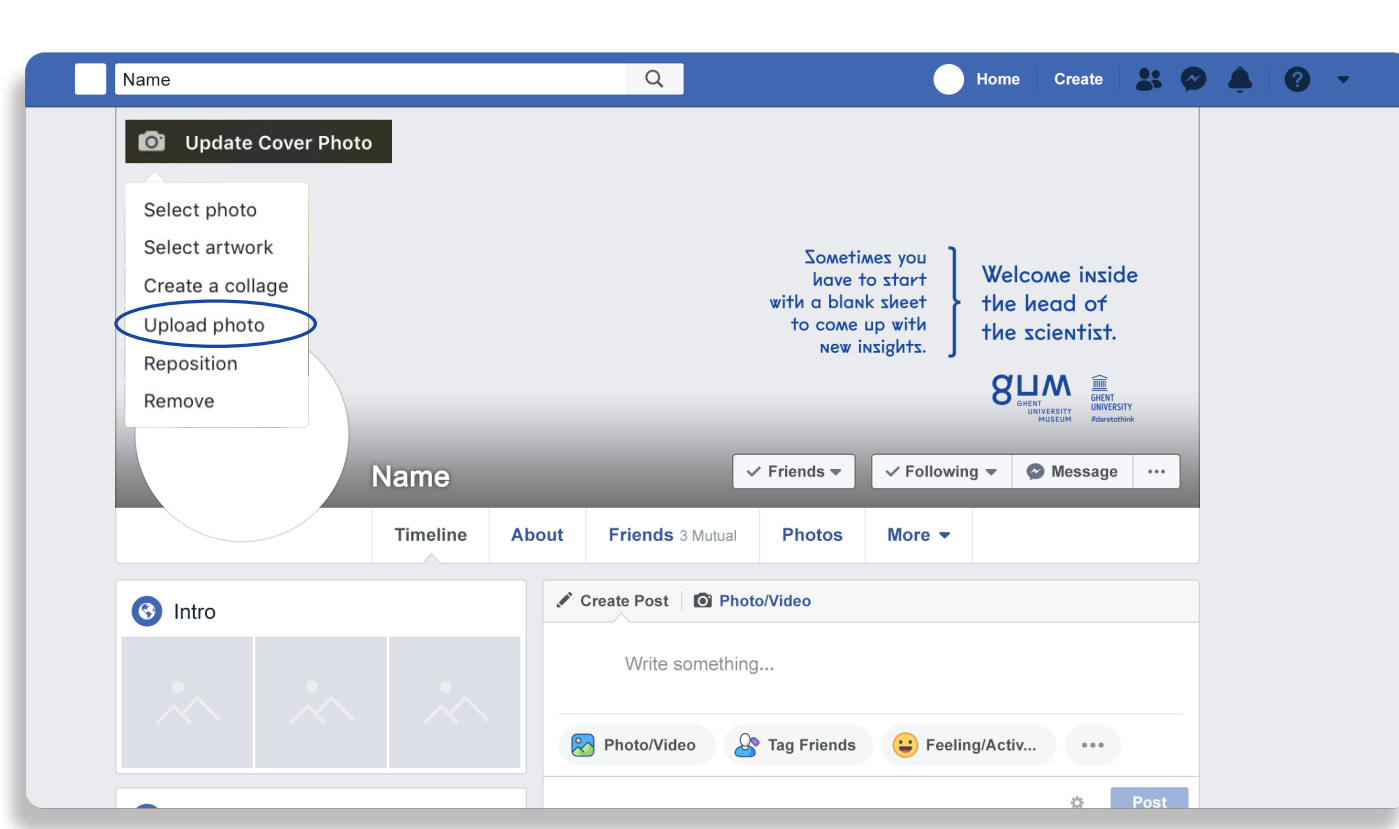 Name
Home
Create
Update Cover Photo
Select photo
Select artwork
Create a collage
Upload photo
Reposition
Remove
Sometimes you
have to start
with a blank sheet
to come up with
new insights.
Welcome inside
the head of
the scientist.
gum
GHENT
UNIVERSITY
MUSEUM
GHENT
UNIVERSITY
#daretothink
Name
Friends
Following
Message
Timeline
About
Friends 3 Mutual
Photos
More
Intro
Create Post
Photo/Video
Write something...
Photo/Video
Tag Friends
Feeling/Activ...
Post